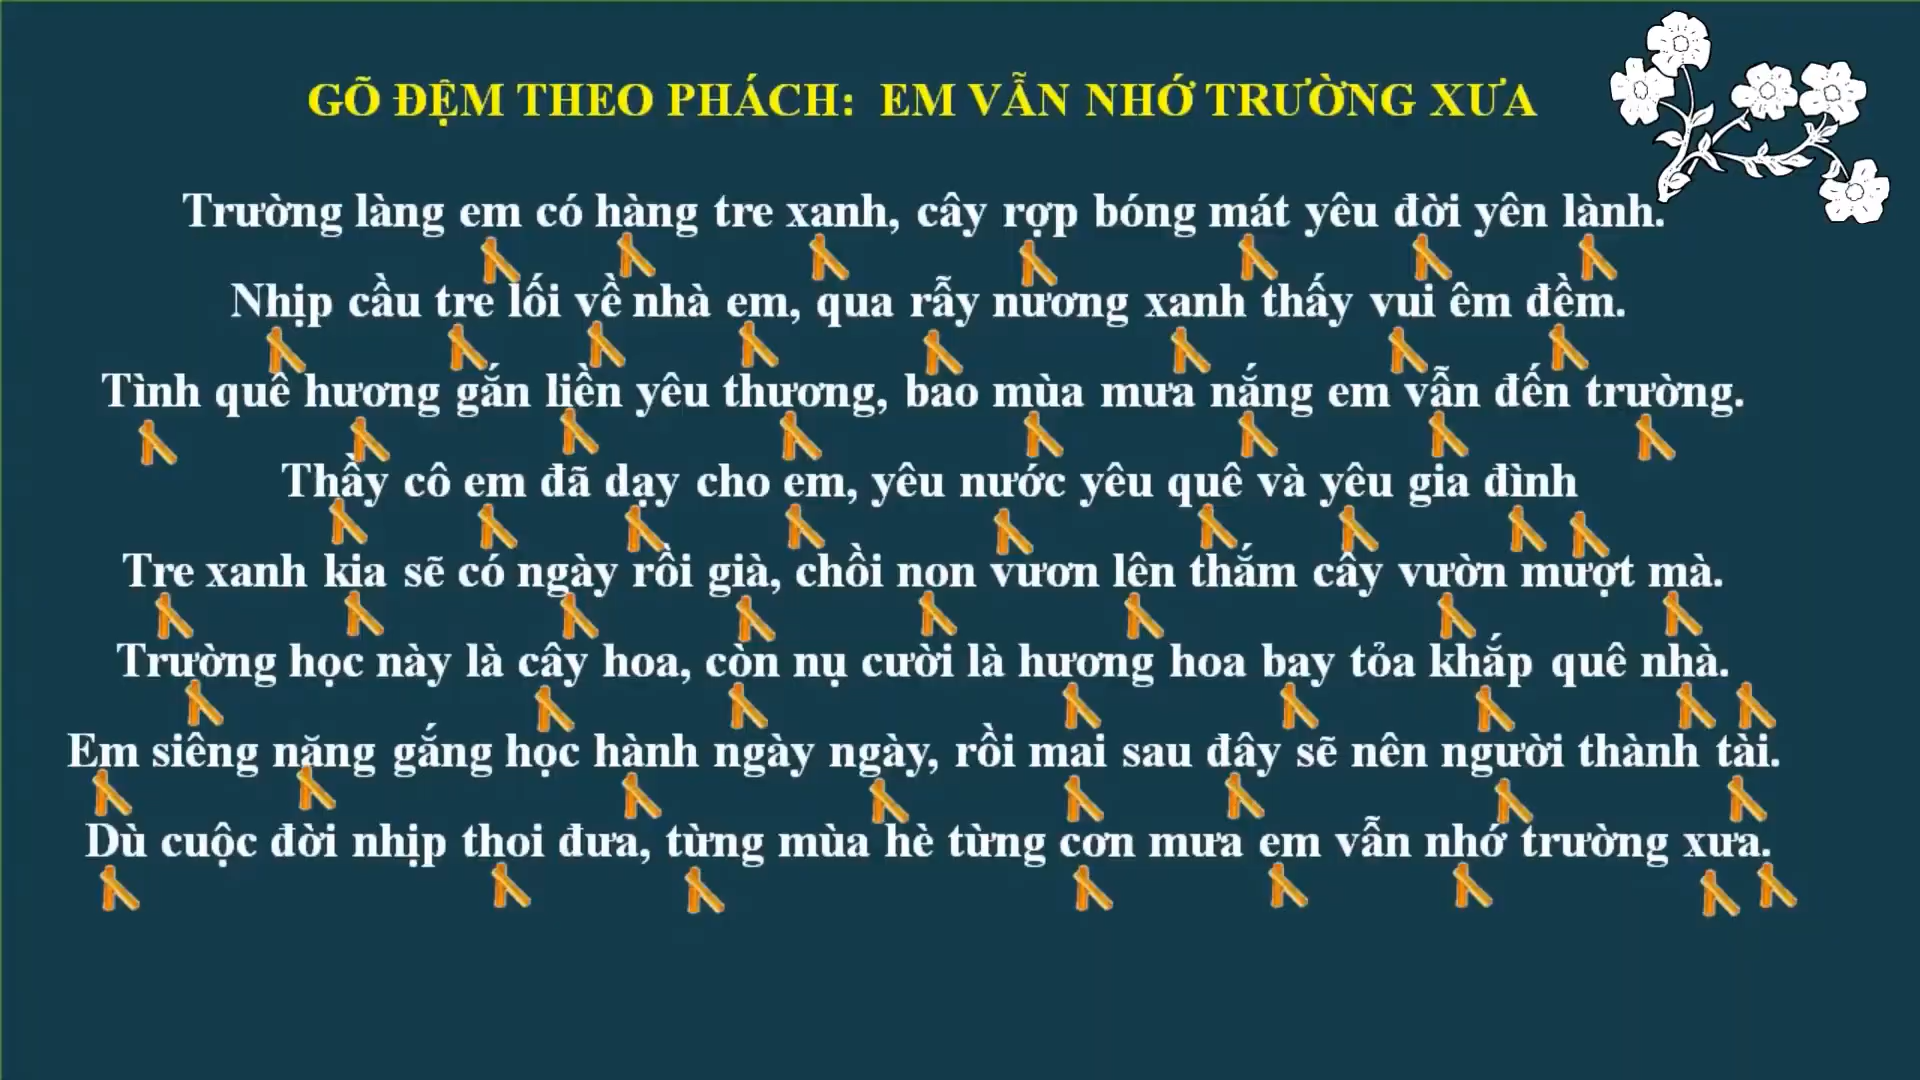 GÕ ĐỆM THEO PHÁCH: EM VẪN NHỚ TRƯỜNG XƯA
Trường làng em có hàng tre xanh, cây rợp bóng mát yêu đời yên lành.
Nhịp cầu tre lối về nhà em, qua rẫy nương xanh thấy vui êm đềm.
Tình quê hương gắn liền yêu thương, bao mùa mưa nắng em vẫn đến trường.
Thầy cô em đã dạy cho em, yêu nước yêu quê và yêu gia đình
Tre xanh kia sẽ có ngày rồi già, chồi non vươn lên thắm cây vườn mượt mà.
Trường học này là cây hoa, còn nụ cười là hương hoa bay tỏa khắp quê nhà.
Em siêng năng gắng học hành ngày ngày, rồi mai sau đây sẽ nên người thành tài.
Dù cuộc đời nhịp thoi đưa, từng mùa hè từng cơn mưa em vẫn nhớ trường xưa.